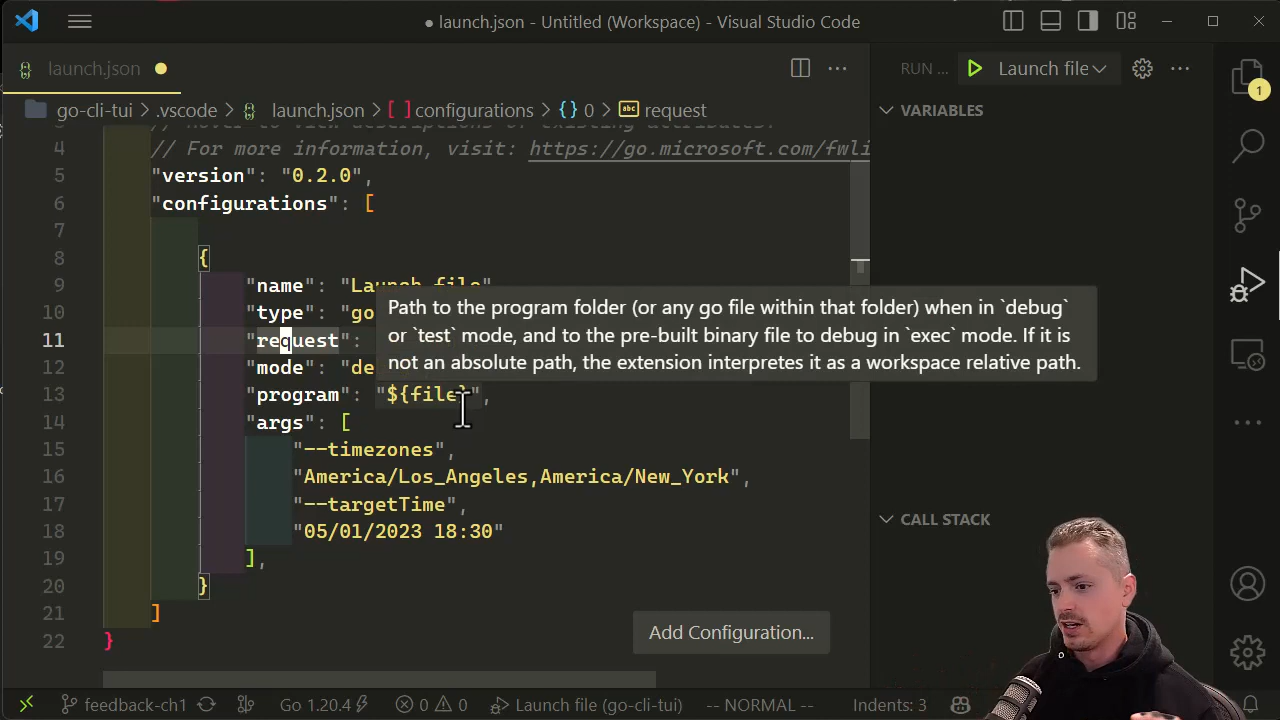 ● launch.json - Untitled (Workspace) - Visual Studio Code
launch.json
RUN ...
Launch file
1
go-cli-tui
.vscode
launch.json
[ ] configurations
{} 0
abc request
VARIABLES
4 // For more information, visit: https://go.microsoft.com/fwli
5 "version": "0.2.0",
6 "configurations": [
7
8 {
9 "name": "Launch file"
10 "type": "go
11 "request":
12 "mode": "de
13 "program": "${file}",
14 "args": [
15 "--timezones",
16 "America/Los_Angeles,America/New_York",
17 "--targetTime",
18 "05/01/2023 18:30"
19 ],
20 }
21 ]
22 }
Path to the program folder (or any go file within that folder) when in `debug`
or `test` mode, and to the pre-built binary file to debug in `exec` mode. If it is
not an absolute path, the extension interprets it as a workspace relative path.
CALL STACK
Add Configuration...
feedback-ch1
Go 1.20.4
0
0
Launch file (go-cli-tui)
-- NORMAL --
Indents: 3